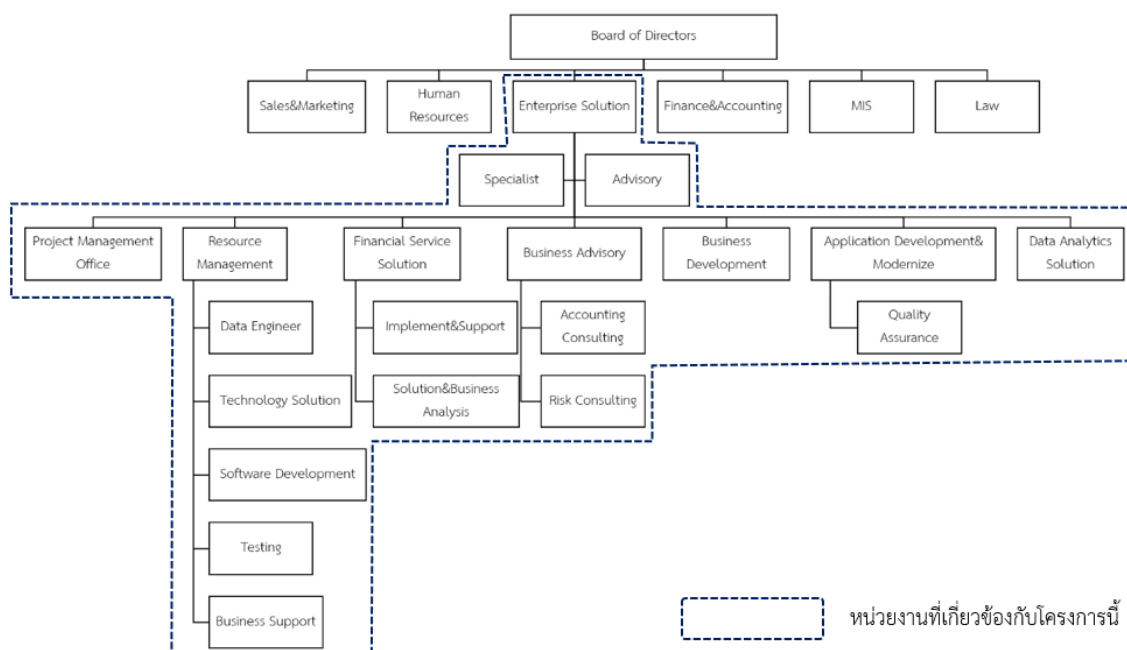 Board of Directors
Sales&Marketing
Human
Resources
Enterprise Solution
Finance&Accounting
MIS
Law
Specialist
Advisory
Project Management
Office
Resource
Management
Financial Service
Solution
Business Advisory
Business
Development
Application Development&
Modernize
Data Analytics
Solution
Data Engineer
Implement&Support
Accounting
Consulting
Quality
Assurance
Technology Solution
Solution&Business
Analysis
Risk Consulting
Software Development
Testing
Business Support
หน่วยงานที่เกี่ยวข้องกับโครงการนี้